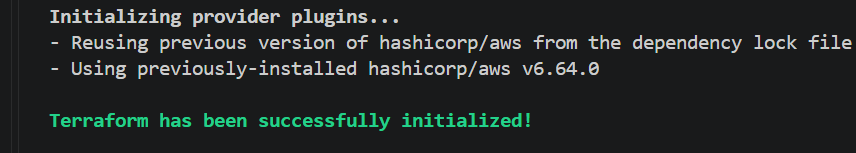 Initializing provider plugins...
- Reusing previous version of hashicorp/aws from the dependency lock file
- Using previously-installed hashicorp/aws v6.64.0
Terraform has been successfully initialized!